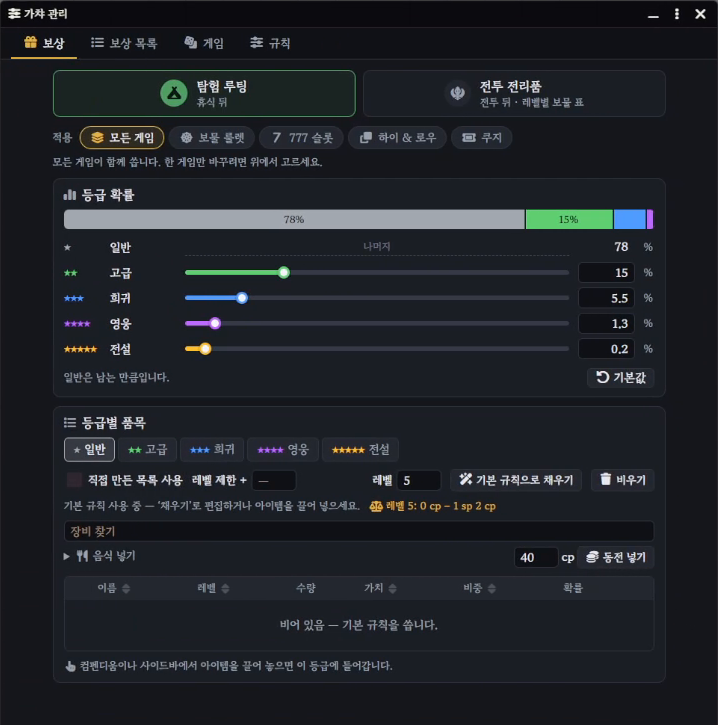 가챠 관리
보상 보상 목록 게임 규칙
탐험 루팅
휴식 뒤
전투 전리품
전투 뒤 · 레벨별 보물 표
적용 모든 게임 보물 룰렛 777 슬롯 하이 & 로우 쿠지
모든 게임이 함께 씁니다. 한 게임만 바꾸려면 위에서 고르세요.
등급 확률
78% 15%
★ 일반 나머지 78 %
★★ 고급 15 %
★★★ 희귀 5.5 %
★★★★ 영웅 1.3 %
★★★★★ 전설 0.2 %
일반은 남는 만큼입니다. 기본값
등급별 품목
★ 일반 ★★ 고급 ★★★ 희귀 ★★★★ 영웅 ★★★★★ 전설
직접 만든 목록 사용 레벨 제한 + — 레벨 5 기본 규칙으로 채우기 비우기
기본 규칙 사용 중 — '채우기'로 편집하거나 아이템을 끌어 넣으세요. 레벨 5: 0 cp – 1 sp 2 cp
장비 찾기
음식 넣기 40 cp 동전 넣기
이름 레벨 수량 가치 비중 확률
비어 있음 — 기본 규칙을 씁니다.
컴펜디움이나 사이드바에서 아이템을 끌어 놓으면 이 등급에 들어갑니다.